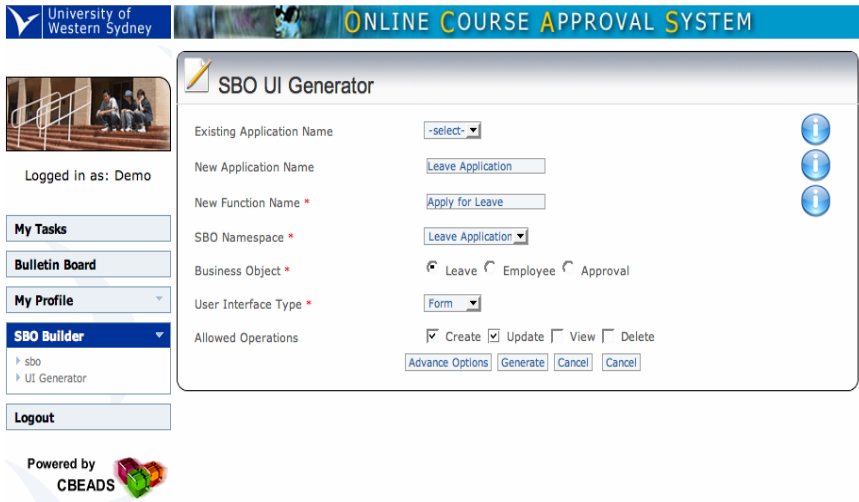 University of
Western Sydney
ONLINE COURSE APPROVAL SYSTEM
Logged in as: Demo
My Tasks
Bulletin Board
My Profile
SBO Builder
sbo
UI Generator
Logout
Powered by
CBEADS
SBO UI Generator
Existing Application Name -select-
New Application Name Leave Application
New Function Name * Apply for Leave
SBO Namespace * Leave Application
Business Object * Leave Employee Approval
User Interface Type * Form
Allowed Operations Create Update View Delete
Advance Options Generate Cancel Cancel